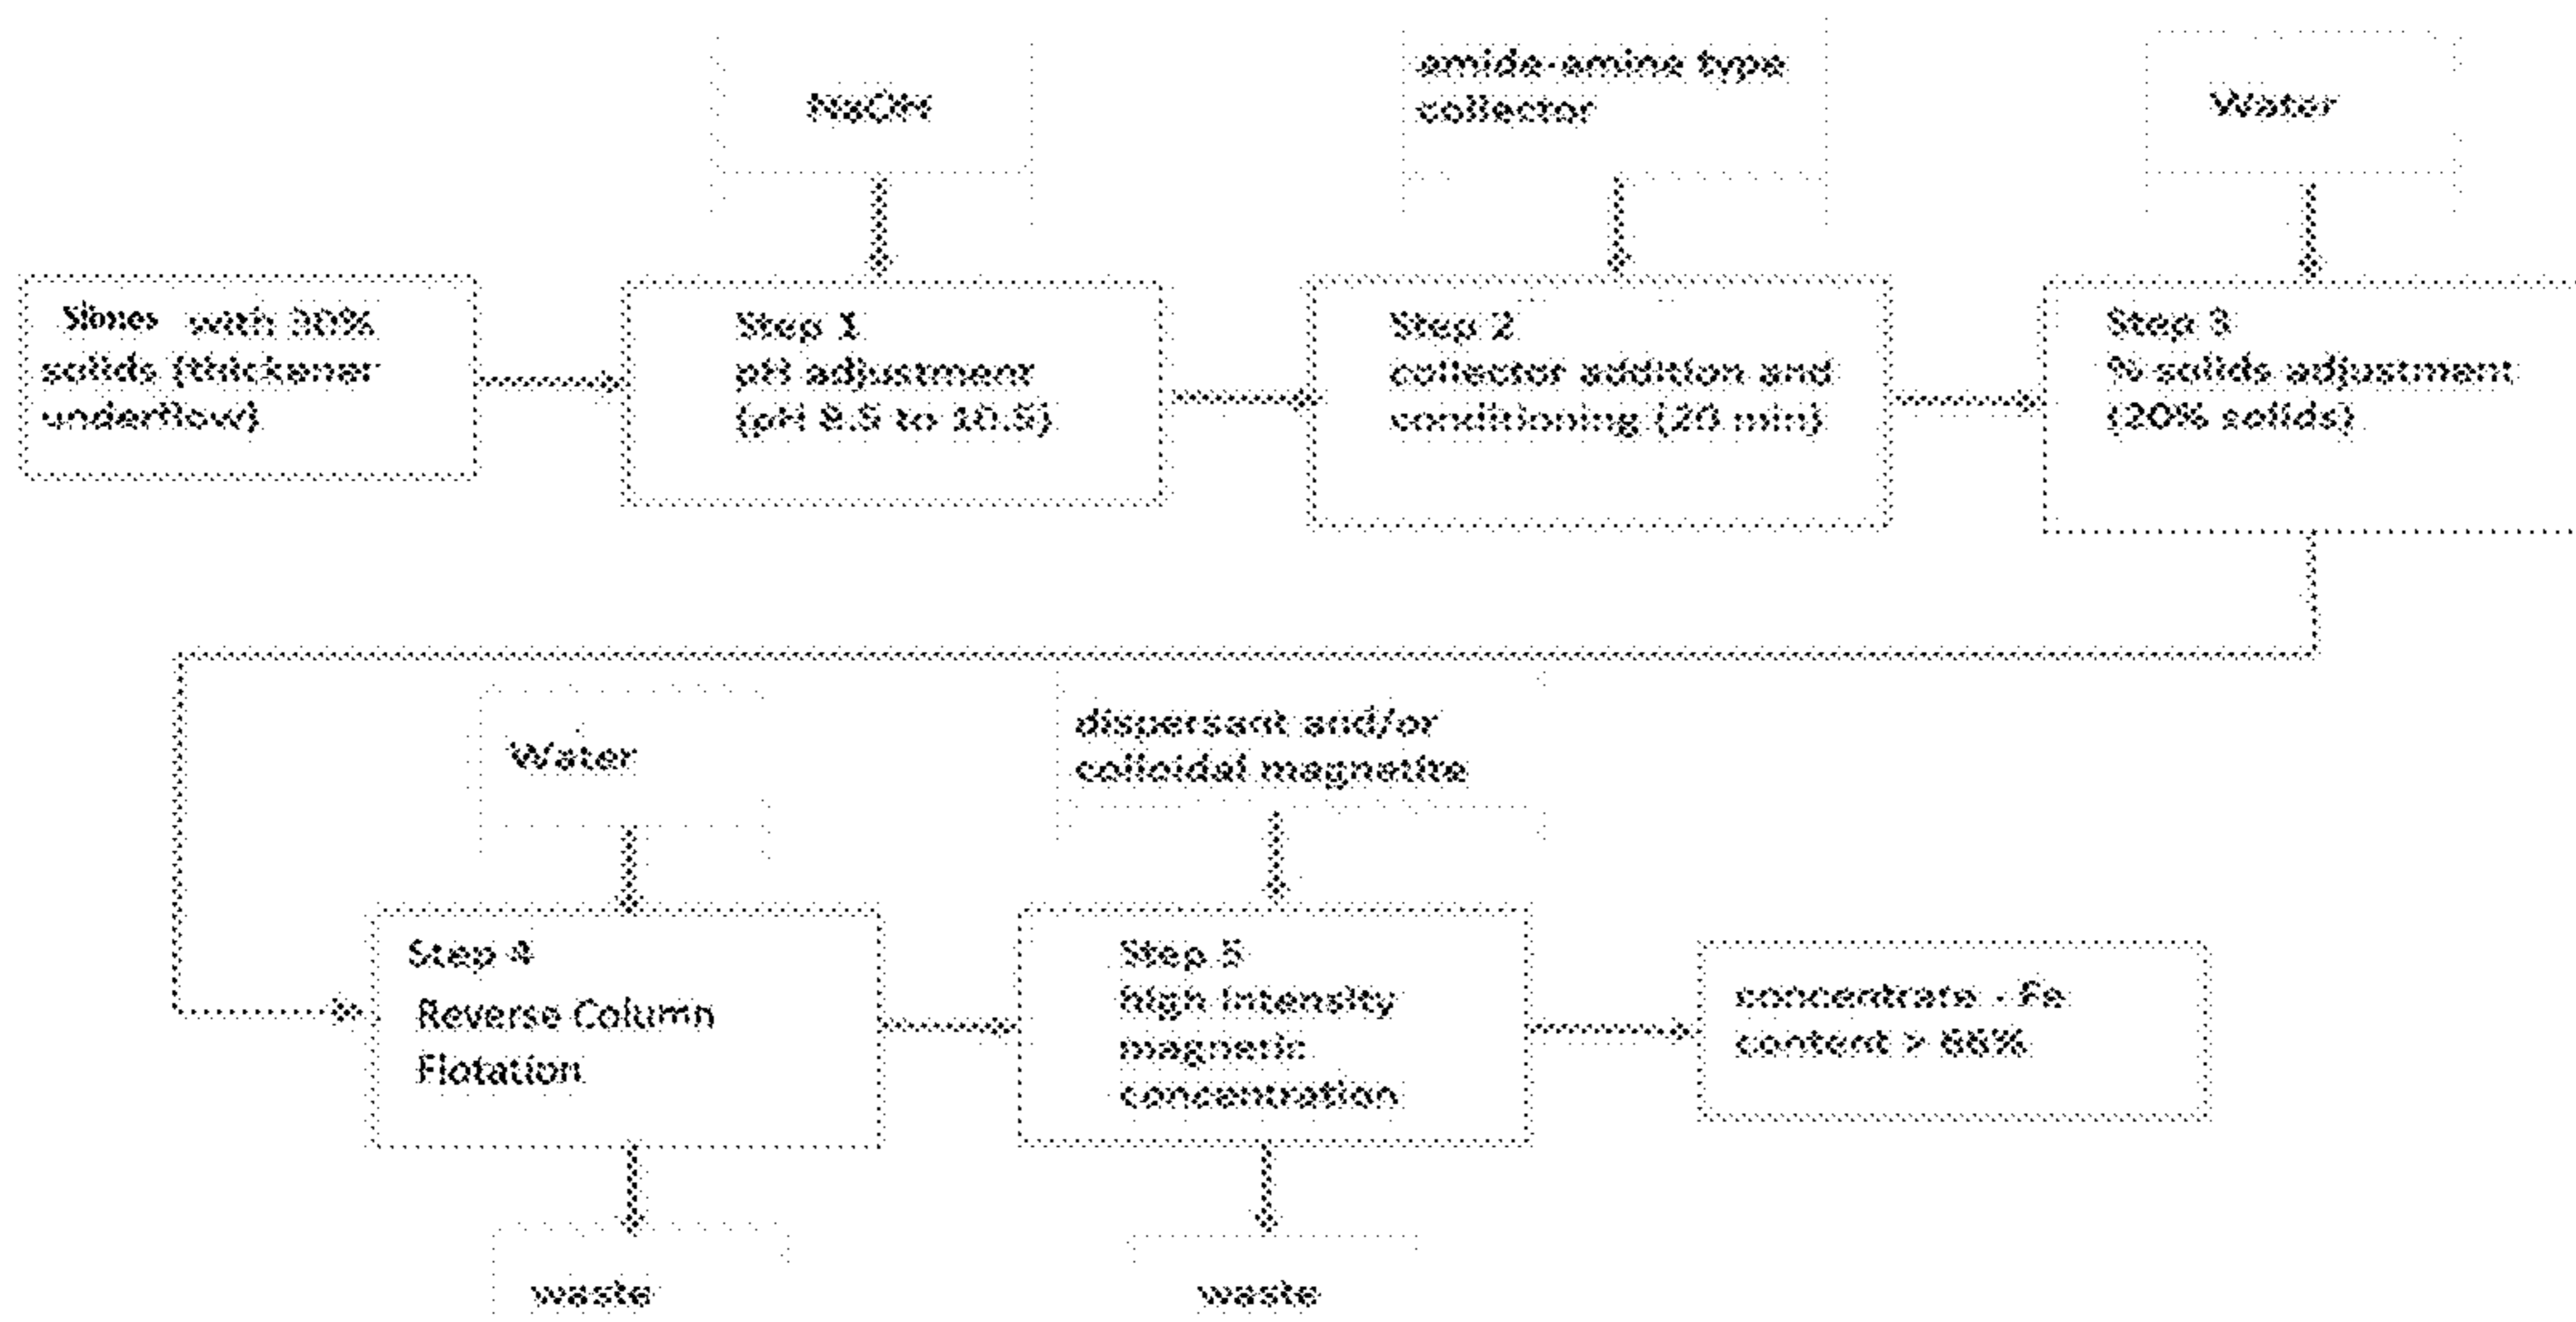 NaOH
amide-amine type
collector
Water
Slimes with 30%
solids (thickener
underflow)
Step 1
pH adjustment
(pH 8.5 to 10.5)
Step 2
collector addition and
conditioning (20 min)
Step 3
% solids adjustment
(20% solids)
Water
dispersant and/or
colloidal magnetite
Step 4
Reverse Column
Flotation
Step 5
high intensity
magnetic
concentration
concentrate - Fe
content > 66%
waste
waste